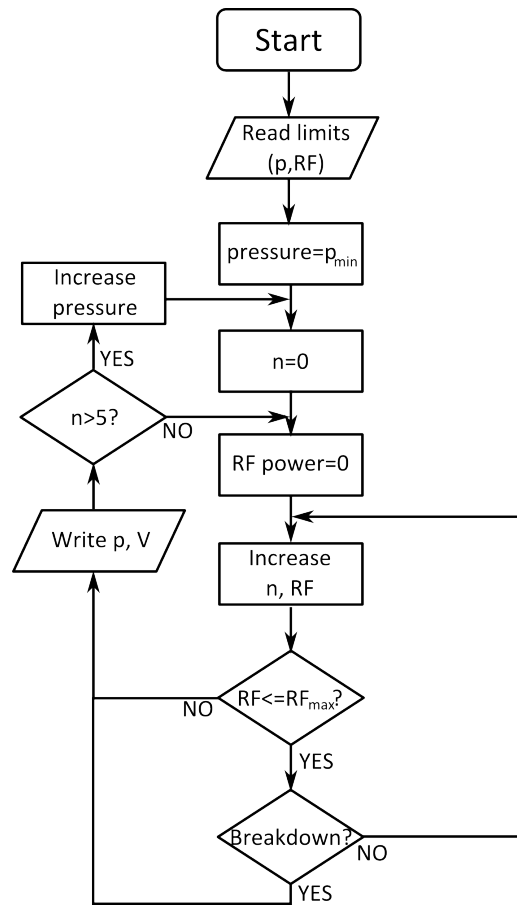 Start
Read limits
(p,RF)
pressure=pmin
Increase
pressure
n=0
YES
n>5?
NO
RF power=0
Write p, V
Increase
n, RF
RF<=RFmax?
NO
YES
Breakdown?
NO
YES